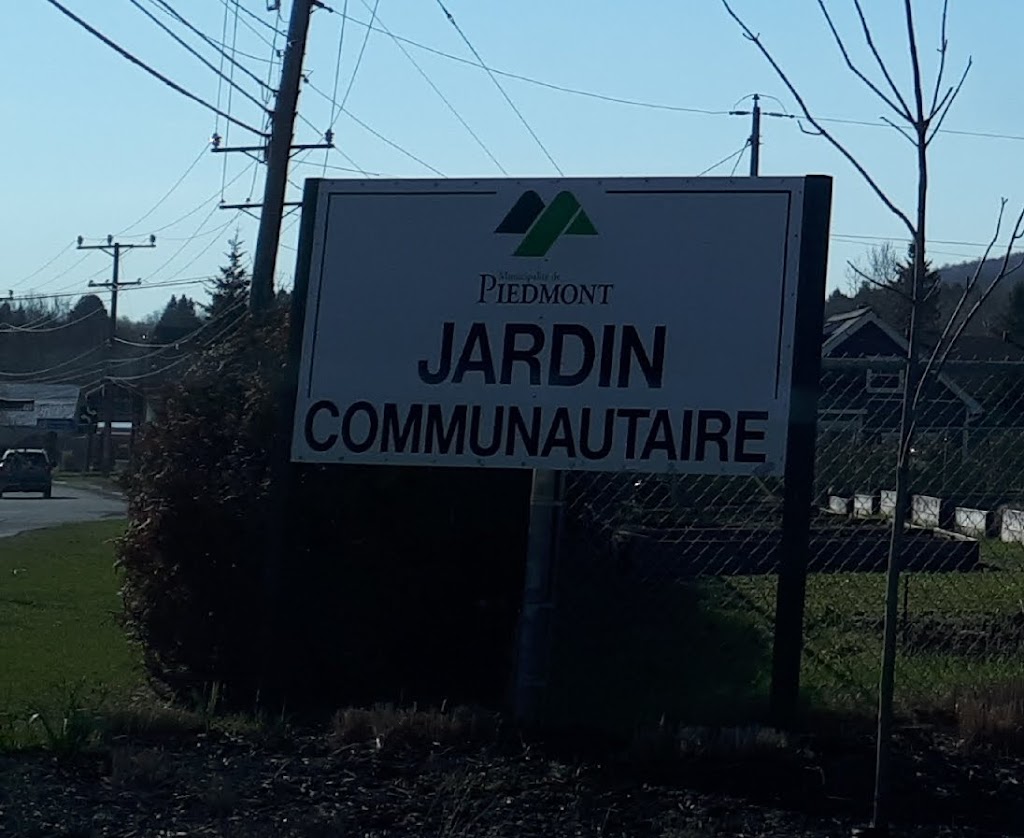 Municipalité de
PIEDMONT
JARDIN
COMMUNAUTAIRE